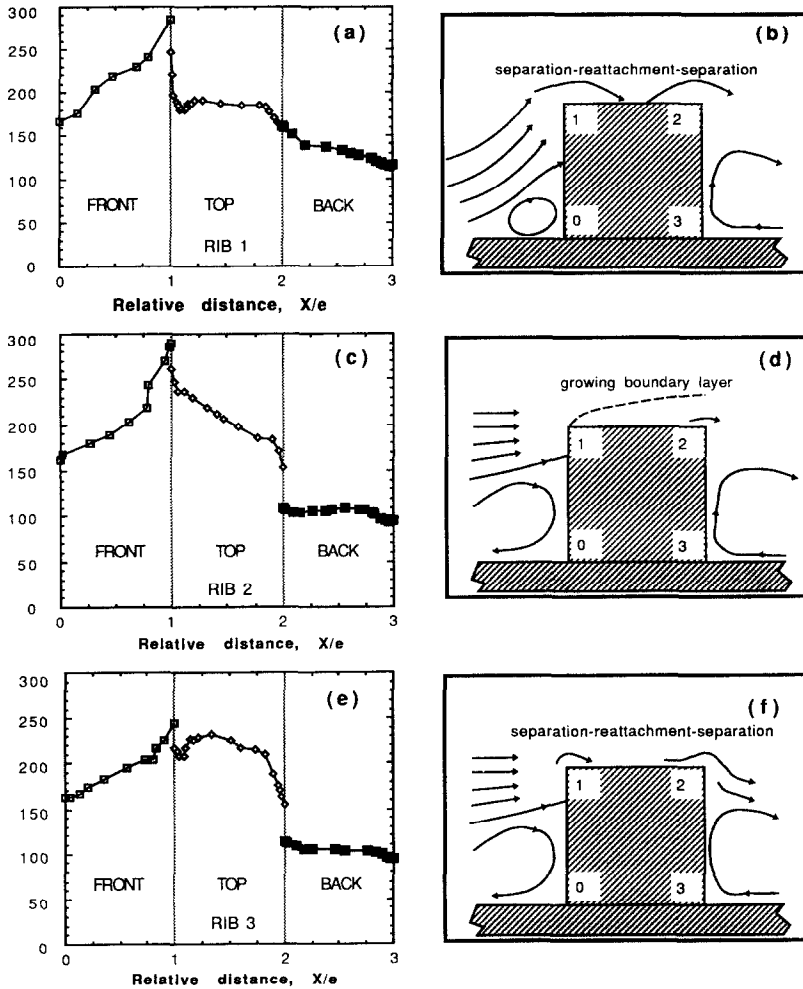 300
250
200
150
100
50
0
(a)
FRONT
TOP
BACK
RIB 1
0
1
2
3
Relative distance, X/e
(b)
separation-reattachment-separation
1
2
0
3
300
250
200
150
100
50
0
(c)
FRONT
TOP
BACK
RIB 2
0
1
2
3
Relative distance, X/e
(d)
growing boundary layer
1
2
0
3
300
250
200
150
100
50
0
(e)
FRONT
TOP
BACK
RIB 3
0
1
2
3
Relative distance, X/e
(f)
separation-reattachment-separation
1
2
0
3